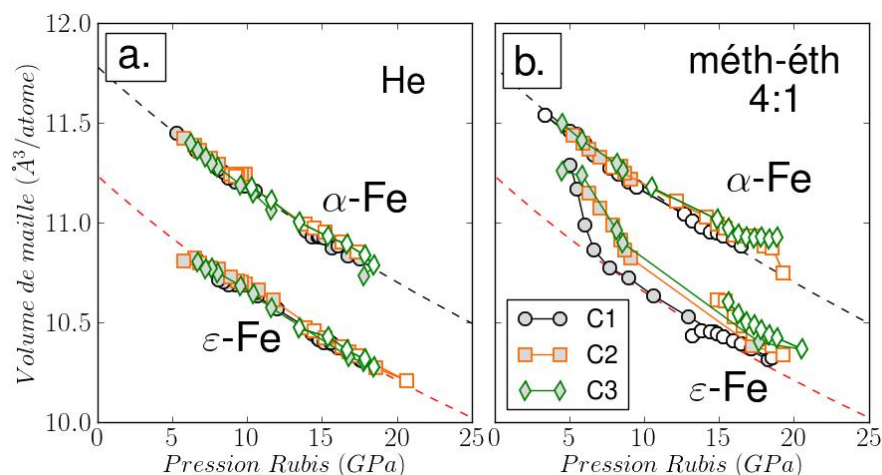 a.
He
α-Fe
ε-Fe
12.0
11.5
11.0
10.5
10.0
Volume de maille (Å³/atome)
0 5 10 15 20 25
Pression Rubis (GPa)
b.
méth-éth
4:1
α-Fe
ε-Fe
C1
C2
C3
0 5 10 15 20 25
Pression Rubis (GPa)